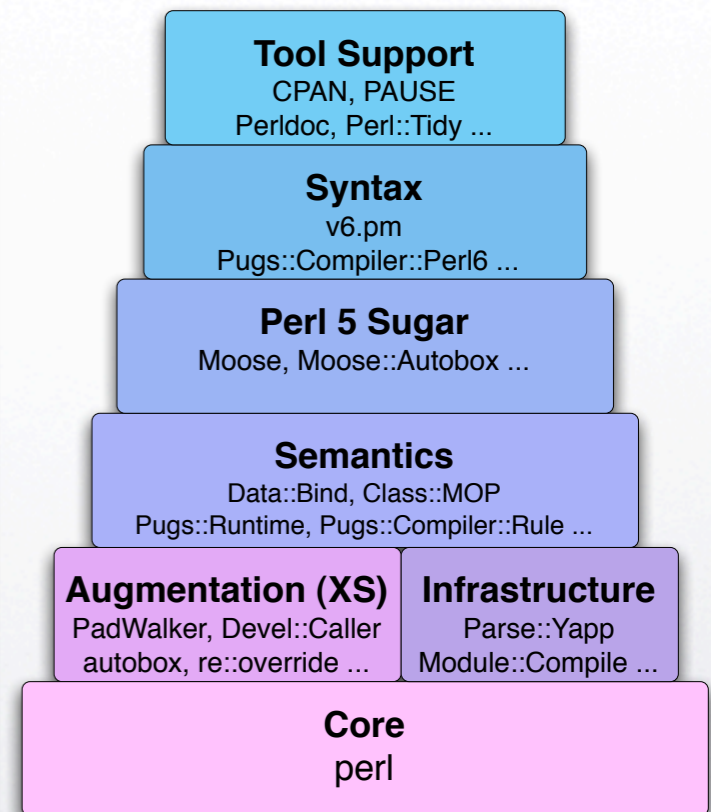 Tool Support
CPAN, PAUSE
Perldoc, Perl::Tidy ...
Syntax
v6.pm
Pugs::Compiler::Perl6 ...
Perl 5 Sugar
Moose, Moose::Autobox ...
Semantics
Data::Bind, Class::MOP
Pugs::Runtime, Pugs::Compiler::Rule ...
Augmentation (XS)
PadWalker, Devel::Caller
autobox, re::override ...
Infrastructure
Parse::Yapp
Module::Compile ...
Core
perl